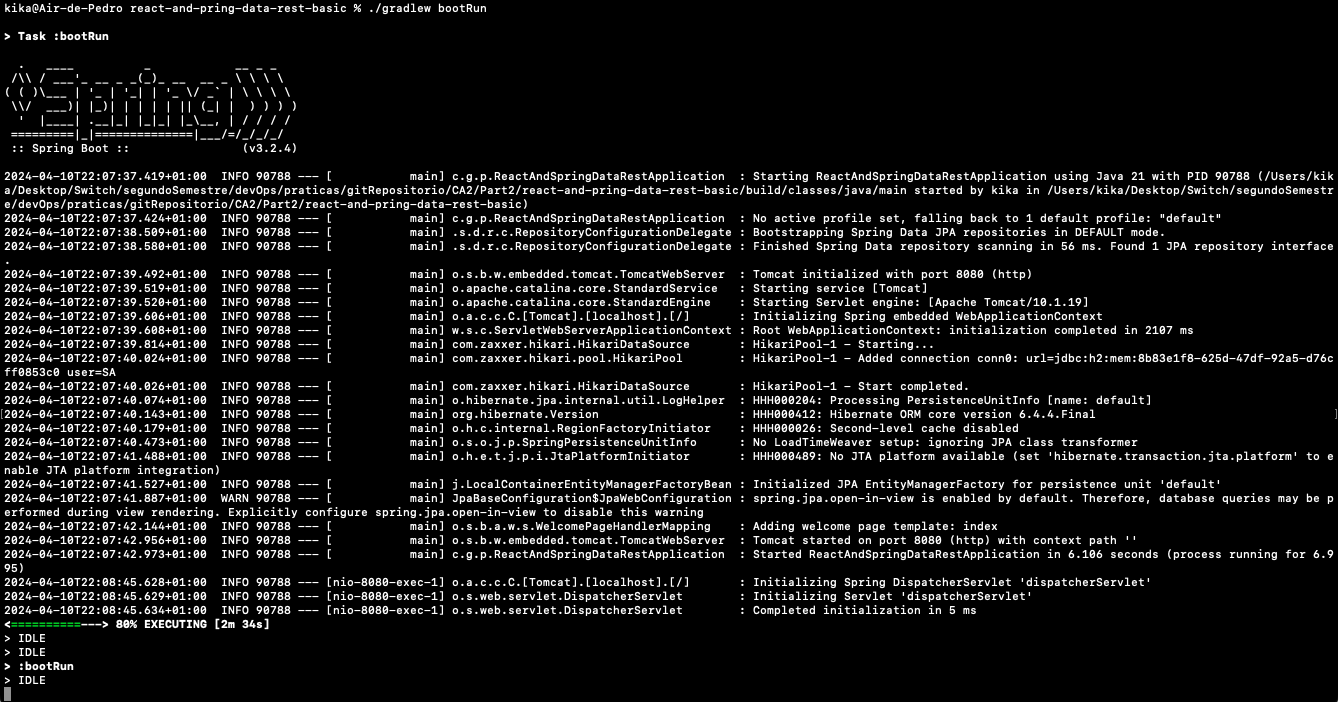 kika@Air-de-Pedro react-and-pring-data-rest-basic % ./gradlew bootRun

> Task :bootRun

  .   ____          _            __ _ _
 /\\ / ___'_ __ _ _(_)_ __  __ _ \ \ \ \
( ( )\___ | '_ | '_| | '_ \/ _` | \ \ \ \
 \\/  ___)| |_)| | | | | || (_| |  ) ) ) )
  '  |____| .__|_| |_|_| |_\__, | / / / /
 =========|_|==============|___/=/_/_/_/
 :: Spring Boot ::                (v3.2.4)

2024-04-10T22:07:37.419+01:00  INFO 90788 --- [           main] c.g.p.ReactAndSpringDataRestApplication  : Starting ReactAndSpringDataRestApplication using Java 21 with PID 90788 (/Users/kik
a/Desktop/Switch/segundoSemestre/devOps/praticas/gitRepositorio/CA2/Part2/react-and-pring-data-rest-basic/build/classes/java/main started by kika in /Users/kika/Desktop/Switch/segundoSemestr
e/devOps/praticas/gitRepositorio/CA2/Part2/react-and-pring-data-rest-basic)
2024-04-10T22:07:37.424+01:00  INFO 90788 --- [           main] c.g.p.ReactAndSpringDataRestApplication  : No active profile set, falling back to 1 default profile: "default"
2024-04-10T22:07:38.509+01:00  INFO 90788 --- [           main] .s.d.r.c.RepositoryConfigurationDelegate : Bootstrapping Spring Data JPA repositories in DEFAULT mode.
2024-04-10T22:07:38.580+01:00  INFO 90788 --- [           main] .s.d.r.c.RepositoryConfigurationDelegate : Finished Spring Data repository scanning in 56 ms. Found 1 JPA repository interface
.
2024-04-10T22:07:39.492+01:00  INFO 90788 --- [           main] o.s.b.w.embedded.tomcat.TomcatWebServer  : Tomcat initialized with port 8080 (http)
2024-04-10T22:07:39.519+01:00  INFO 90788 --- [           main] o.apache.catalina.core.StandardService   : Starting service [Tomcat]
2024-04-10T22:07:39.520+01:00  INFO 90788 --- [           main] o.apache.catalina.core.StandardEngine    : Starting Servlet engine: [Apache Tomcat/10.1.19]
2024-04-10T22:07:39.606+01:00  INFO 90788 --- [           main] o.a.c.c.C.[Tomcat].[localhost].[/]       : Initializing Spring embedded WebApplicationContext
2024-04-10T22:07:39.608+01:00  INFO 90788 --- [           main] w.s.c.ServletWebServerApplicationContext : Root WebApplicationContext: initialization completed in 2107 ms
2024-04-10T22:07:39.814+01:00  INFO 90788 --- [           main] com.zaxxer.hikari.HikariDataSource       : HikariPool-1 - Starting...
2024-04-10T22:07:40.024+01:00  INFO 90788 --- [           main] com.zaxxer.hikari.pool.HikariPool        : HikariPool-1 - Added connection conn0: url=jdbc:h2:mem:8b83e1f8-625d-47df-92a5-d76c
ff0853c0 user=SA
2024-04-10T22:07:40.026+01:00  INFO 90788 --- [           main] com.zaxxer.hikari.HikariDataSource       : HikariPool-1 - Start completed.
2024-04-10T22:07:40.074+01:00  INFO 90788 --- [           main] o.hibernate.jpa.internal.util.LogHelper  : HHH000204: Processing PersistenceUnitInfo [name: default]
2024-04-10T22:07:40.143+01:00  INFO 90788 --- [           main] org.hibernate.Version                    : HHH000412: Hibernate ORM core version 6.4.4.Final
2024-04-10T22:07:40.179+01:00  INFO 90788 --- [           main] o.h.c.internal.RegionFactoryInitiator    : HHH000026: Second-level cache disabled
2024-04-10T22:07:40.473+01:00  INFO 90788 --- [           main] o.s.o.j.p.SpringPersistenceUnitInfo      : No LoadTimeWeaver setup: ignoring JPA class transformer
2024-04-10T22:07:41.488+01:00  INFO 90788 --- [           main] o.h.e.t.j.p.i.JtaPlatformInitiator       : HHH000489: No JTA platform available (set 'hibernate.transaction.jta.platform' to e
nable JTA platform integration)
2024-04-10T22:07:41.527+01:00  INFO 90788 --- [           main] j.LocalContainerEntityManagerFactoryBean : Initialized JPA EntityManagerFactory for persistence unit 'default'
2024-04-10T22:07:41.887+01:00  WARN 90788 --- [           main] JpaBaseConfiguration$JpaWebConfiguration : spring.jpa.open-in-view is enabled by default. Therefore, database queries may be p
erformed during view rendering. Explicitly configure spring.jpa.open-in-view to disable this warning
2024-04-10T22:07:42.144+01:00  INFO 90788 --- [           main] o.s.b.a.w.s.WelcomePageHandlerMapping    : Adding welcome page template: index
2024-04-10T22:07:42.956+01:00  INFO 90788 --- [           main] o.s.b.w.embedded.tomcat.TomcatWebServer  : Tomcat started on port 8080 (http) with context path ''
2024-04-10T22:07:42.973+01:00  INFO 90788 --- [           main] c.g.p.ReactAndSpringDataRestApplication  : Started ReactAndSpringDataRestApplication in 6.106 seconds (process running for 6.9
95)
2024-04-10T22:08:45.628+01:00  INFO 90788 --- [nio-8080-exec-1] o.a.c.c.C.[Tomcat].[localhost].[/]       : Initializing Spring DispatcherServlet 'dispatcherServlet'
2024-04-10T22:08:45.629+01:00  INFO 90788 --- [nio-8080-exec-1] o.s.web.servlet.DispatcherServlet        : Initializing Servlet 'dispatcherServlet'
2024-04-10T22:08:45.634+01:00  INFO 90788 --- [nio-8080-exec-1] o.s.web.servlet.DispatcherServlet        : Completed initialization in 5 ms
<==========---> 80% EXECUTING [2m 34s]
> IDLE
> IDLE
> :bootRun
> IDLE